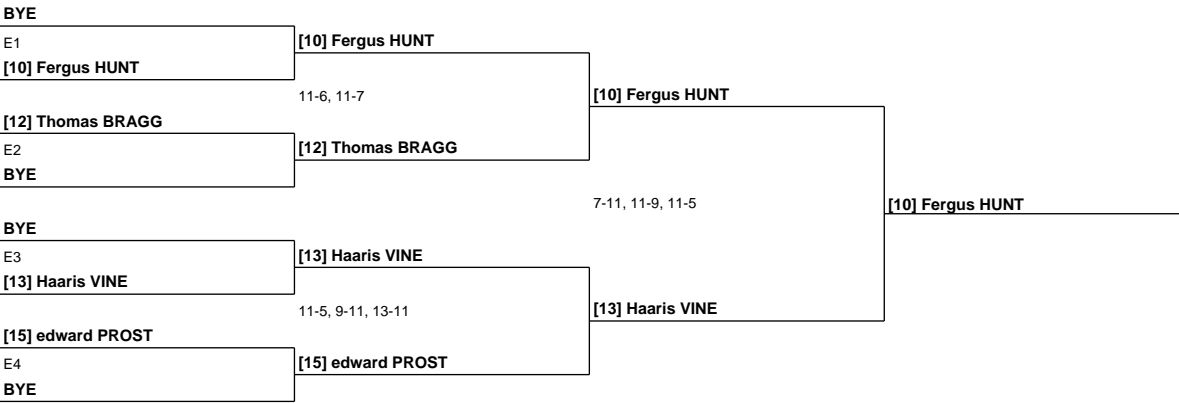 BYE
E1
[10] Fergus HUNT
[12] Thomas BRAGG
E2
BYE
BYE
E3
[13] Haaris VINE
[15] edward PROST
E4
BYE
[10] Fergus HUNT
11-6, 11-7
[12] Thomas BRAGG
[13] Haaris VINE
11-5, 9-11, 13-11
[15] edward PROST
[10] Fergus HUNT
7-11, 11-9, 11-5
[13] Haaris VINE
[10] Fergus HUNT